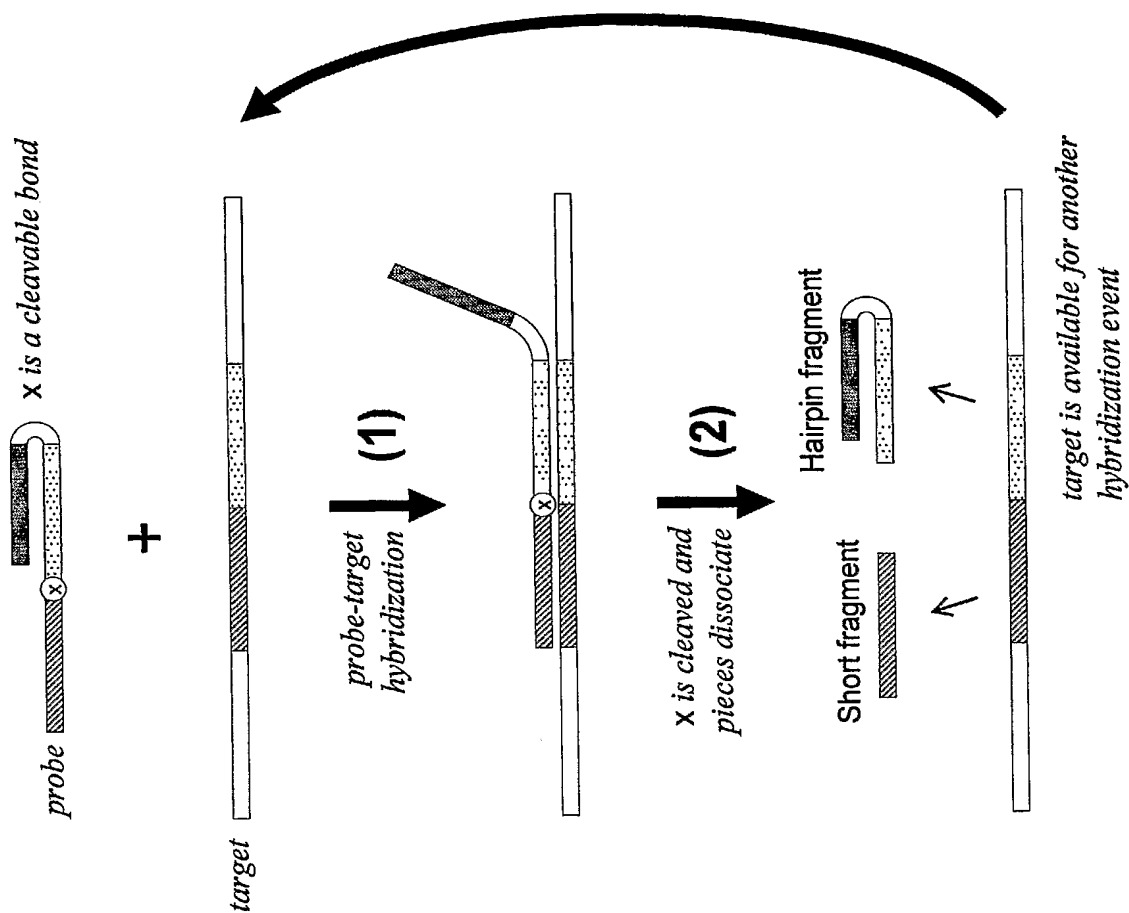 probe
X is a cleavable bond
x
+
target
probe-target
hybridization
(1)
x
X is cleaved and
pieces dissociate
(2)
Short fragment
Hairpin fragment
target is available for another
hybridization event